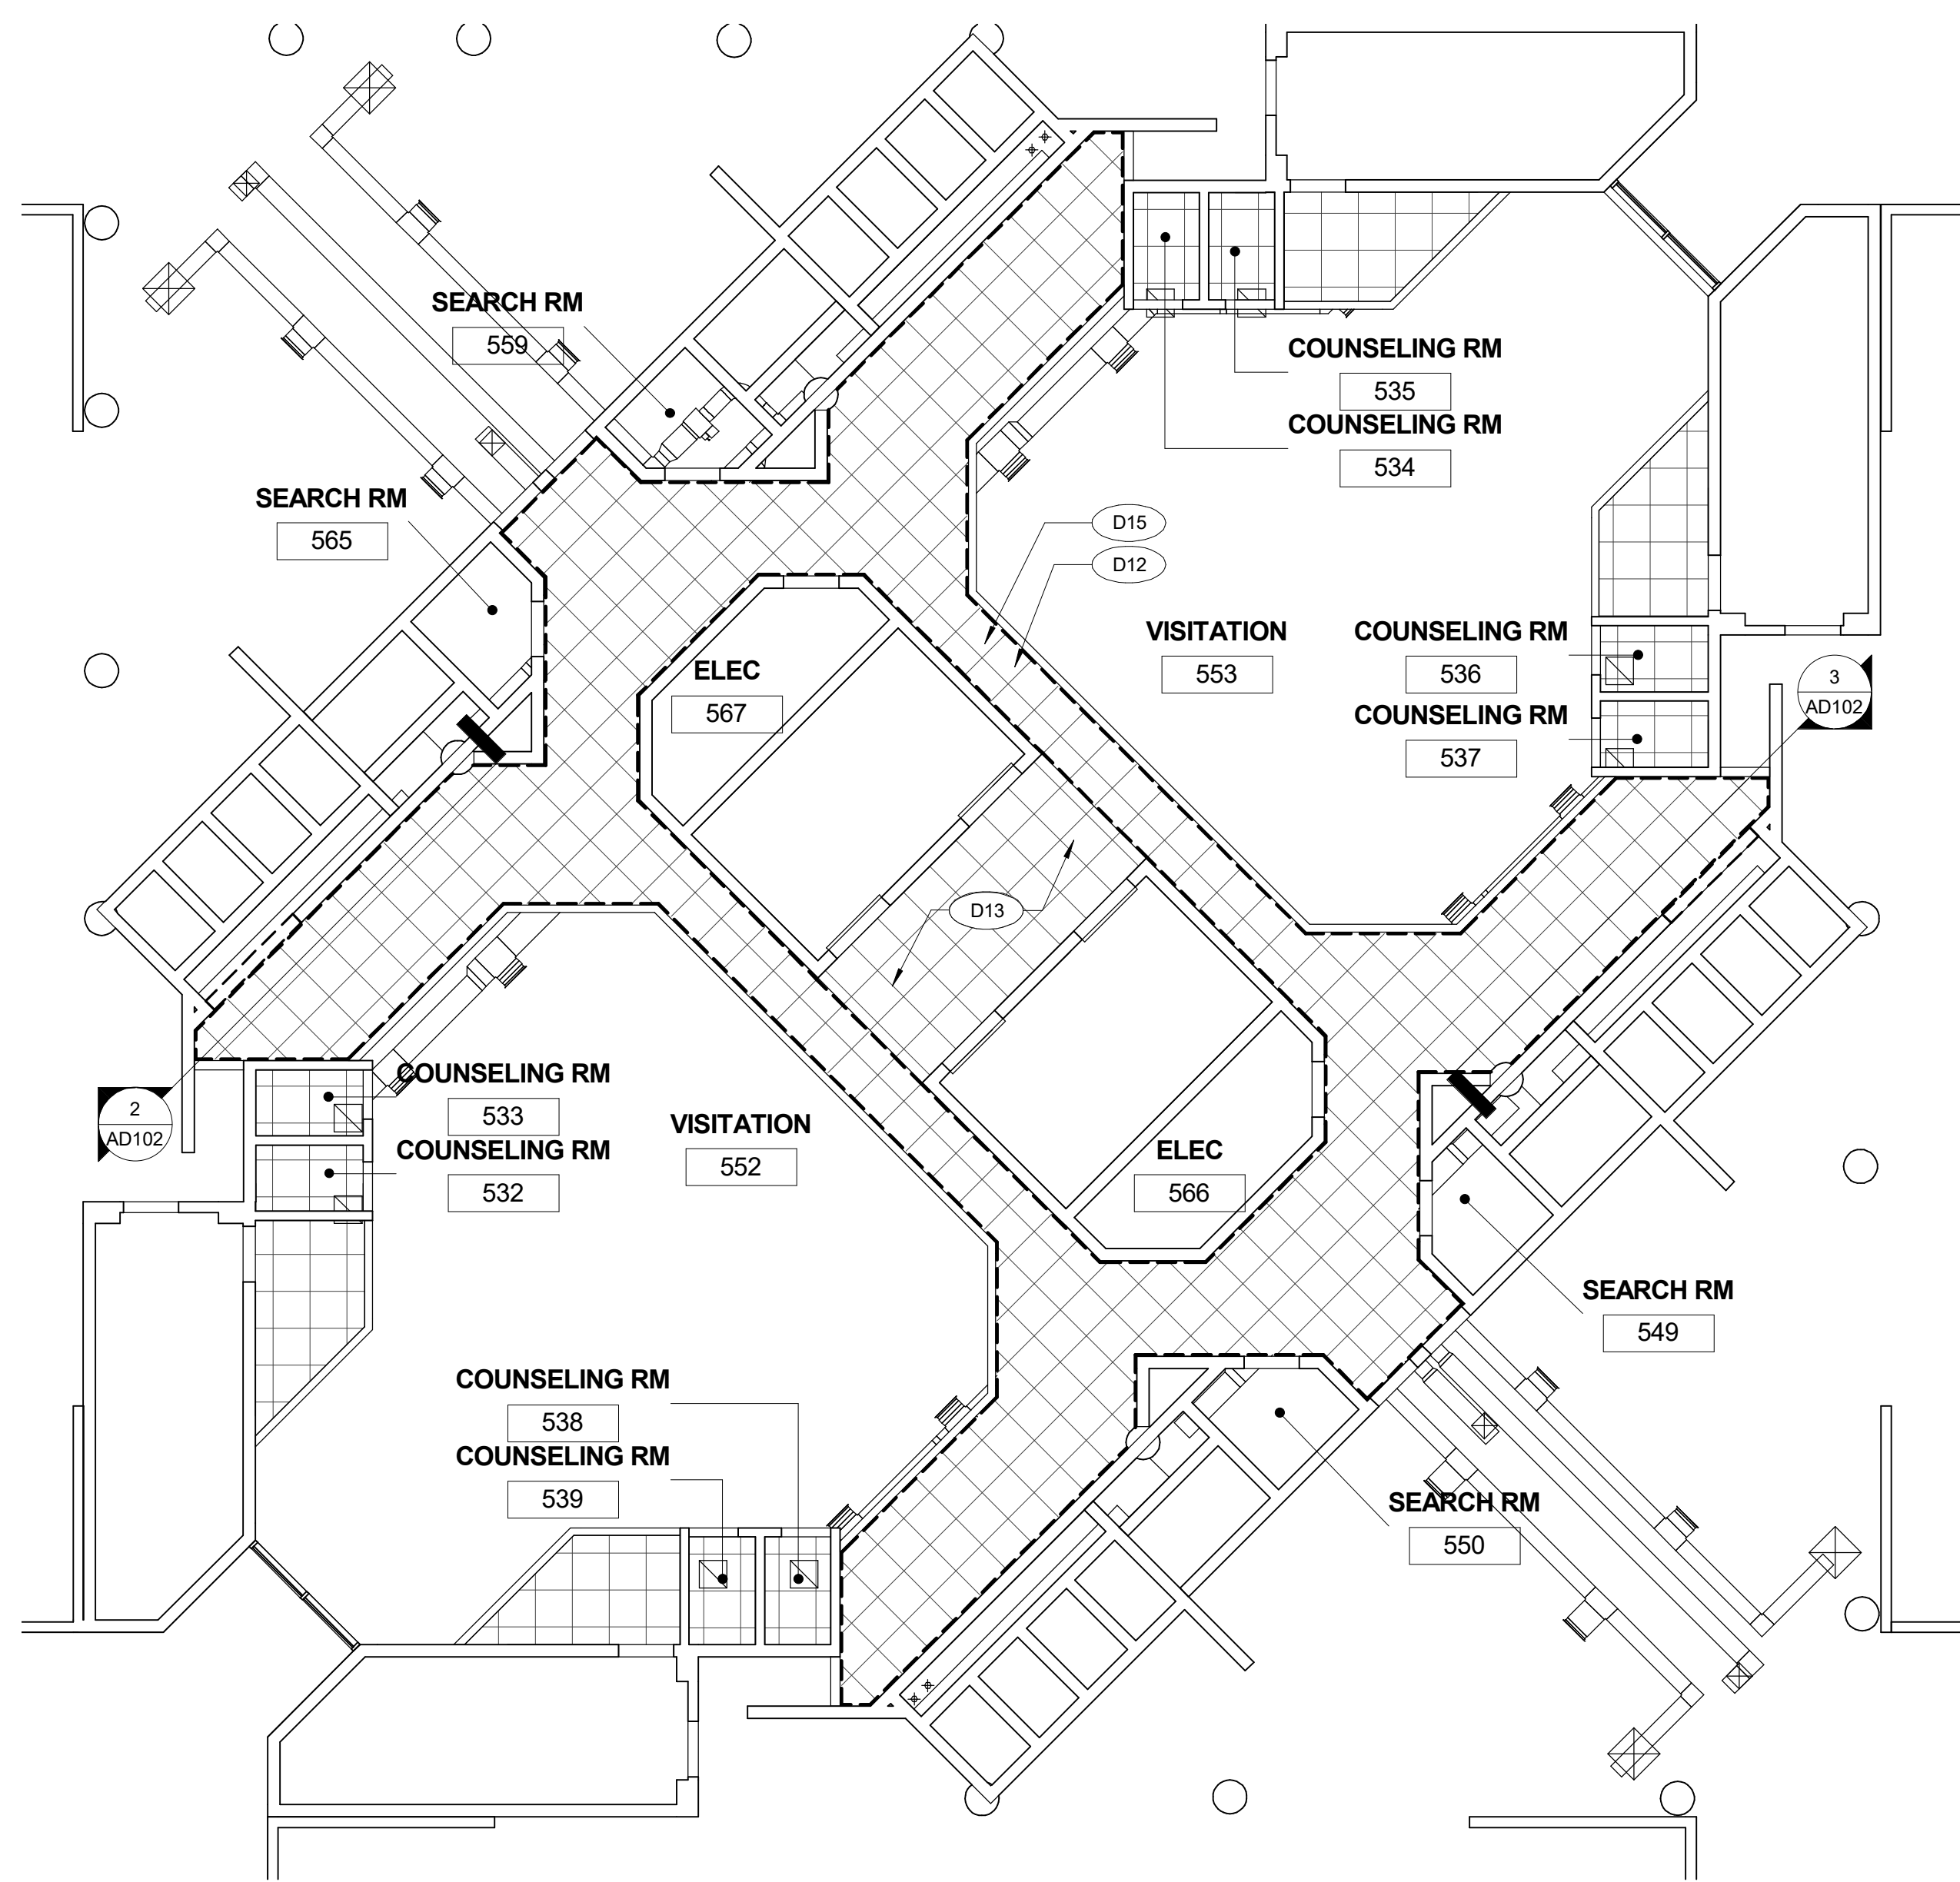 SEARCH RM
559
COUNSELING RM
535
COUNSELING RM
534
SEARCH RM
565
D15
D12
VISITATION
553
COUNSELING RM
536
ELEC
567
3
AD102
COUNSELING RM
537
D13
COUNSELING RM
533
2
AD102
VISITATION
552
COUNSELING RM
532
ELEC
566
SEARCH RM
549
COUNSELING RM
538
COUNSELING RM
539
SEARCH RM
550